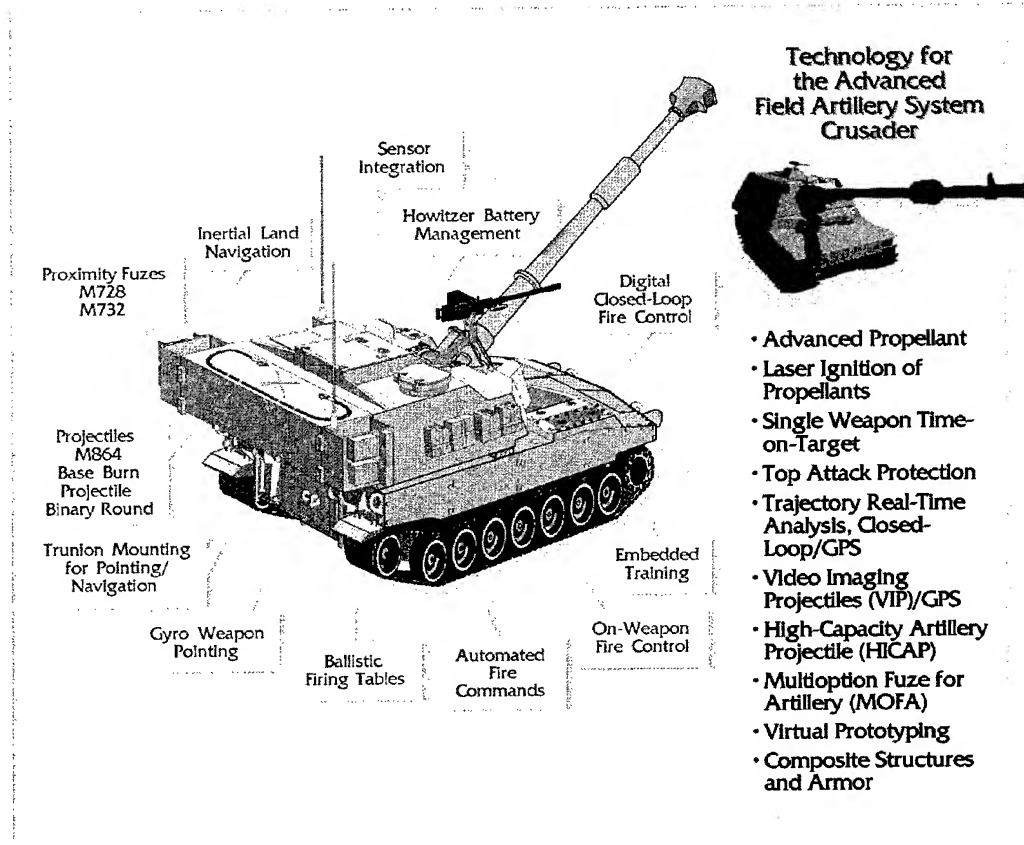 Technology for
the Advanced
Field Artillery System
Crusader
Sensor
Integration
Howitzer Battery
Management
Inertial Land
Navigation
Proximity Fuzes
M728
M732
Digital
Closed-Loop
Fire Control
Projectiles
M864
Base Burn
Projectile
Binary Round
Trunion Mounting
for Pointing/
Navigation
Gyro Weapon
Pointing
Ballistic
Firing Tables
Automated
Fire
Commands
On-Weapon
Fire Control
Embedded
Training
• Advanced Propellant
• Laser Ignition of
Propellants
• Single Weapon Time-
on-Target
• Top Attack Protection
• Trajectory Real-Time
Analysis, Closed-
Loop/GPS
• Video Imaging
Projectiles (VIP)/GPS
• High-Capacity Artillery
Projectile (HICAP)
• Multioption Fuze for
Artillery (MOFA)
• Virtual Prototyping
• Composite Structures
and Armor